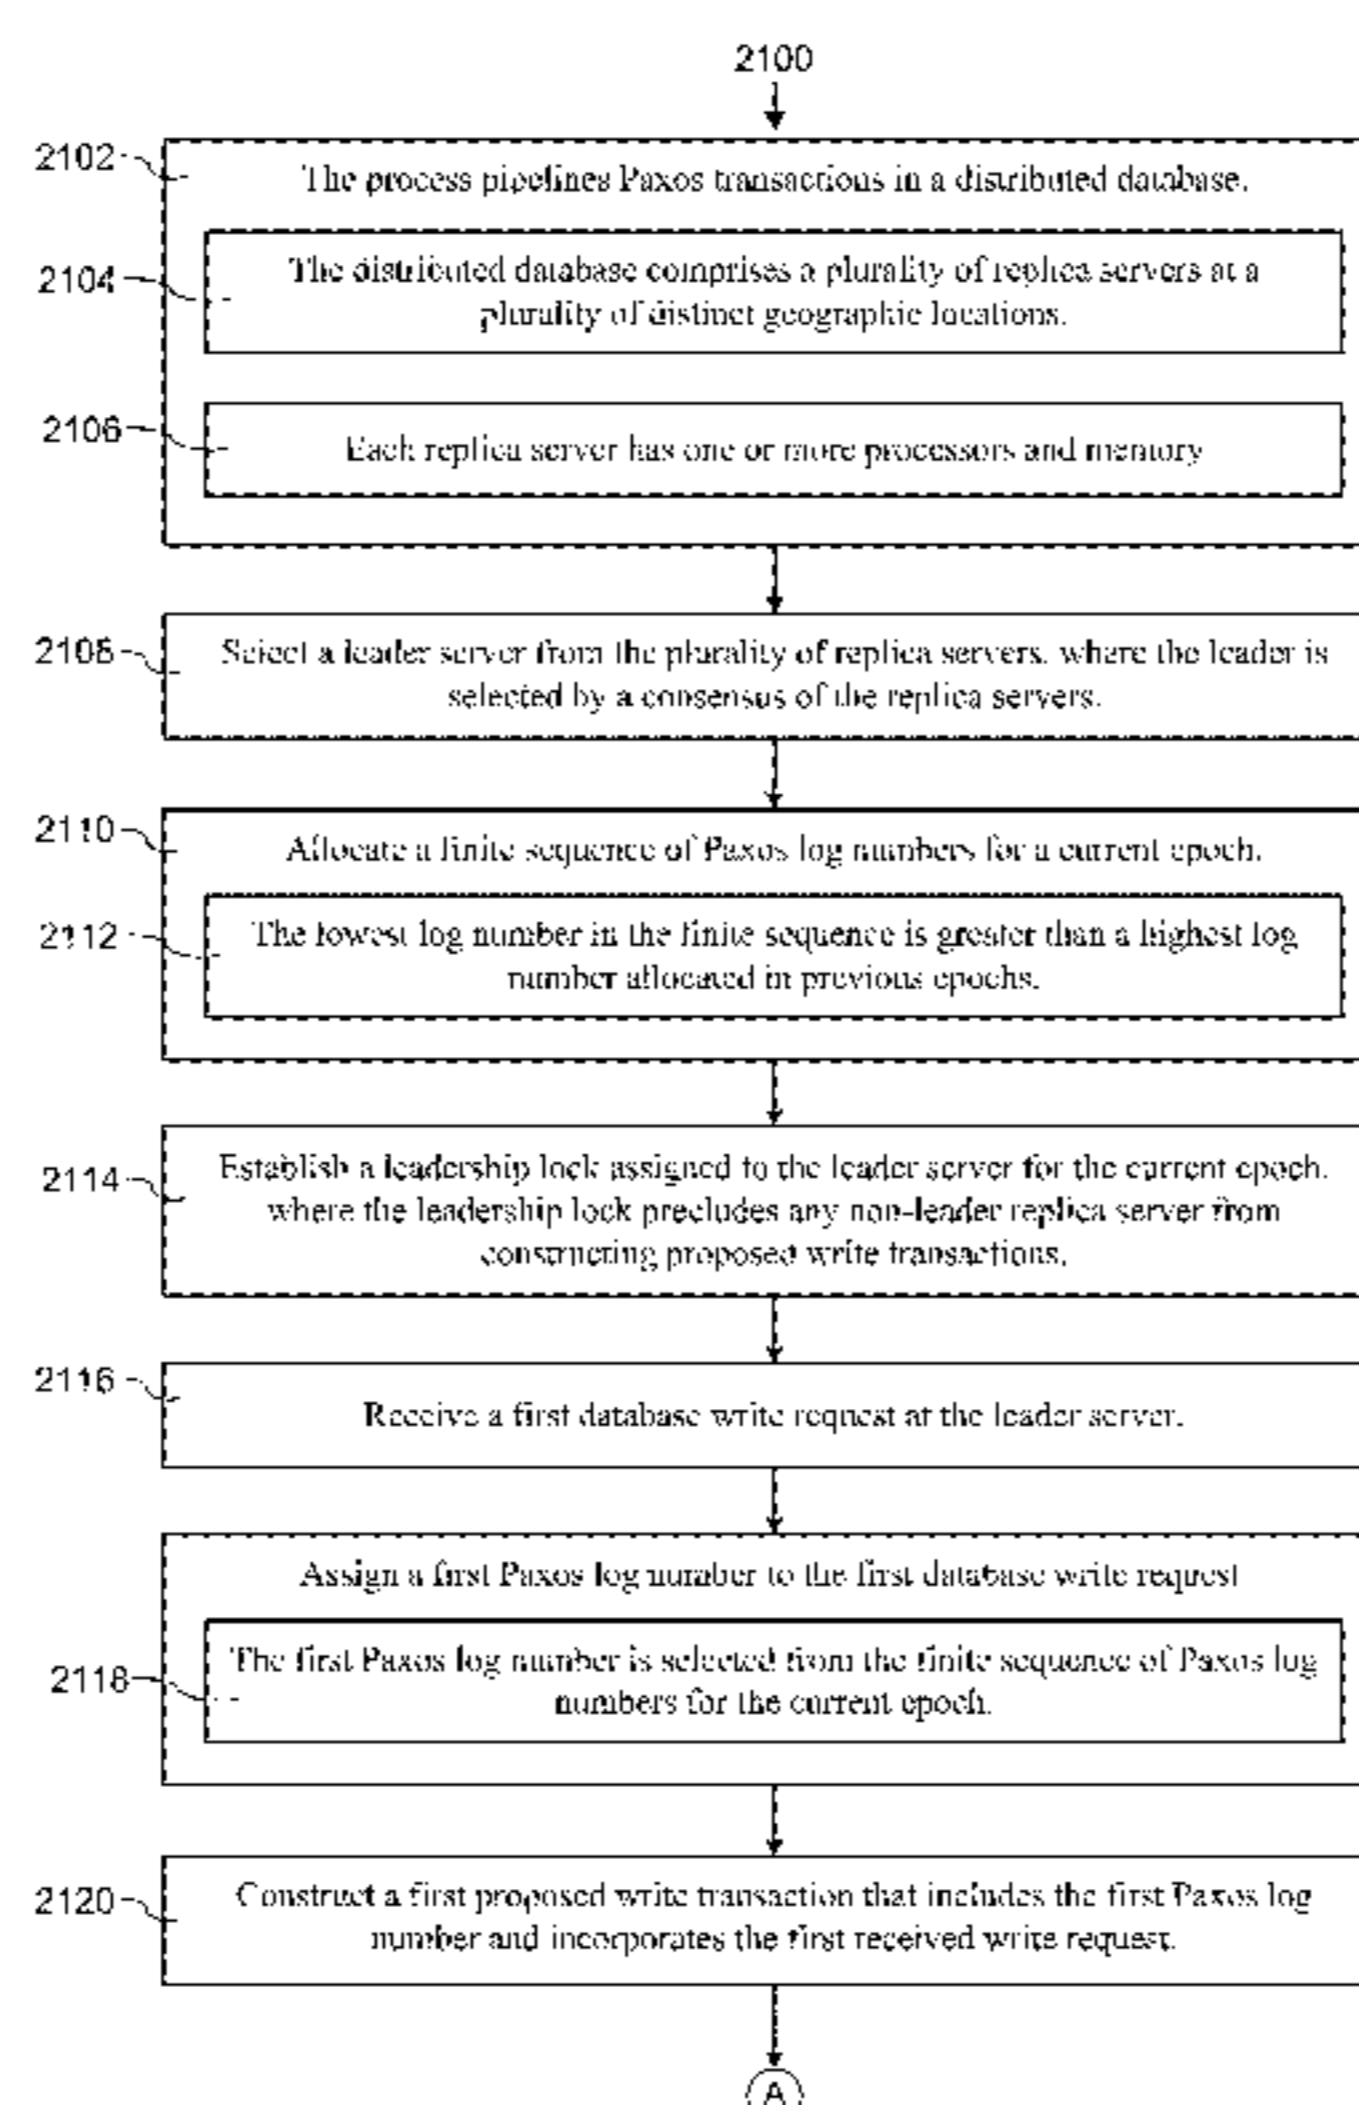 2100
2102
The process pipelines Paxos transactions in a distributed database.
2104
The distributed database comprises a plurality of replica servers at a
plurality of distinct geographic locations.
2106
Each replica server has one or more processors and memory
2108
Select a leader server from the plurality of replica servers, where the leader is
selected by a consensus of the replica servers.
2110
Allocate a finite sequence of Paxos log numbers for a current epoch.
2112
The lowest log number in the finite sequence is greater than a highest log
number allocated in previous epochs.
2114
Establish a leadership lock assigned to the leader server for the current epoch,
where the leadership lock precludes any non-leader replica server from
constructing proposed write transactions.
2116
Receive a first database write request at the leader server.
Assign a first Paxos log number to the first database write request
2118
The first Paxos log number is selected from the finite sequence of Paxos log
numbers for the current epoch.
2120
Construct a first proposed write transaction that includes the first Paxos log
number and incorporates the first received write request.
A